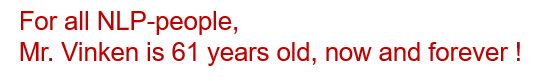 For all NLP-people,
Mr. Vinken is 61 years old, now and forever !